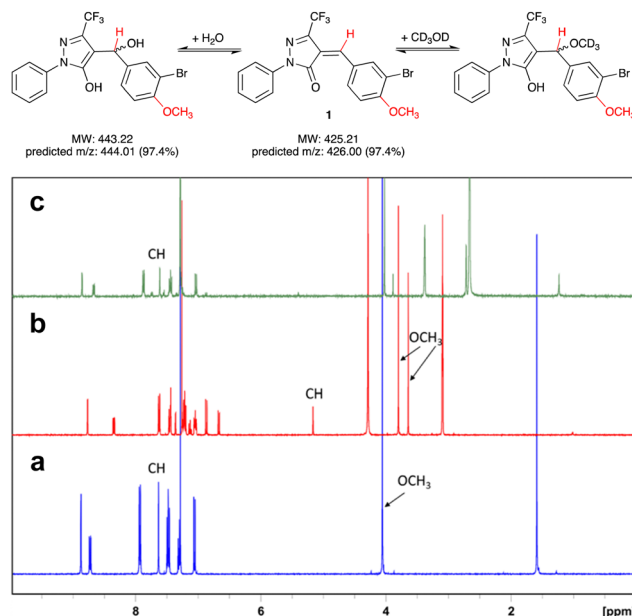 CF₃
H
OH
N
N
OH
Br
OCH₃
+ H₂O
CF₃
H
N
N
O
Br
OCH₃
1
+ CD₃OD
CF₃
H
OCD₃
N
N
OH
Br
OCH₃
MW: 443.22
predicted m/z: 444.01 (97.4%)
MW: 425.21
predicted m/z: 426.00 (97.4%)
c
CH
b
OCH₃
CH
a
CH
OCH₃
8 6 4 2 [ppm]